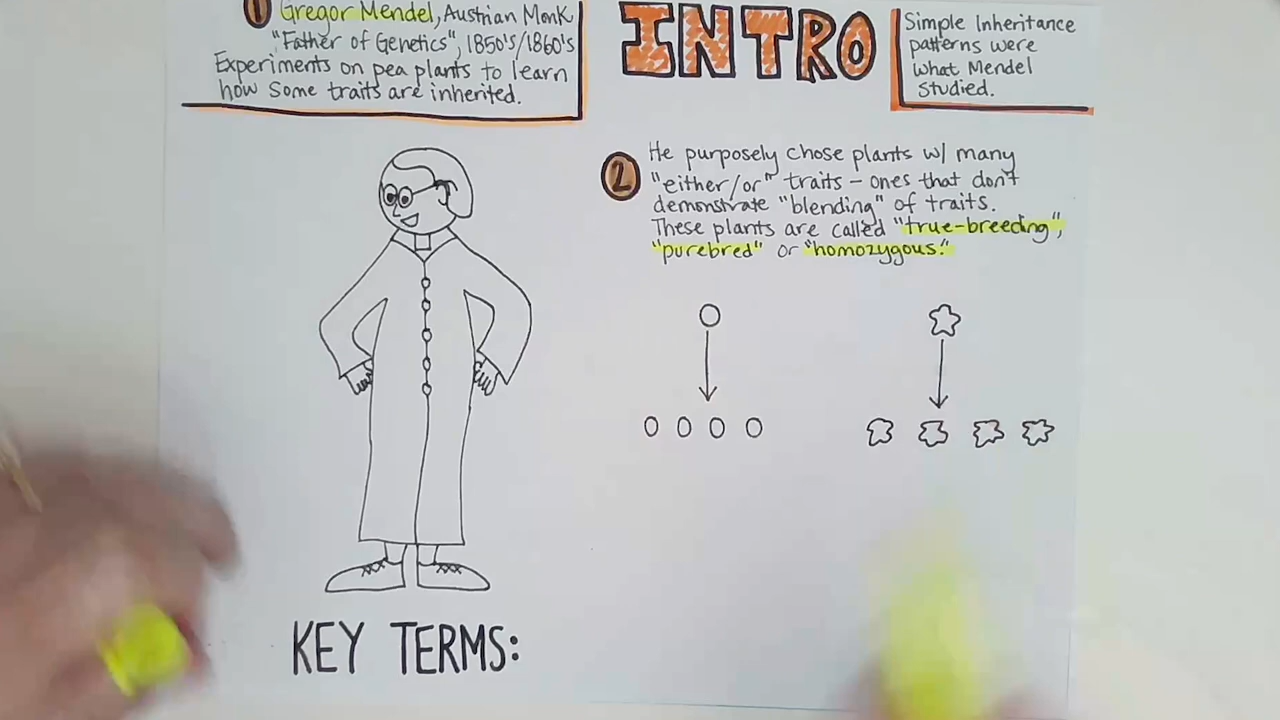 1 Gregor Mendel, Austrian Monk
"Father of Genetics", 1850's/1860's
Experiments on pea plants to learn
how some traits are inherited.
INTRO
Simple Inheritance
patterns were
what Mendel
studied.
2 He purposely chose plants w/ many
"either/or" traits – ones that don't
demonstrate "blending" of traits.
These plants are called "true-breeding",
"purebred" or "homozygous."
KEY TERMS: